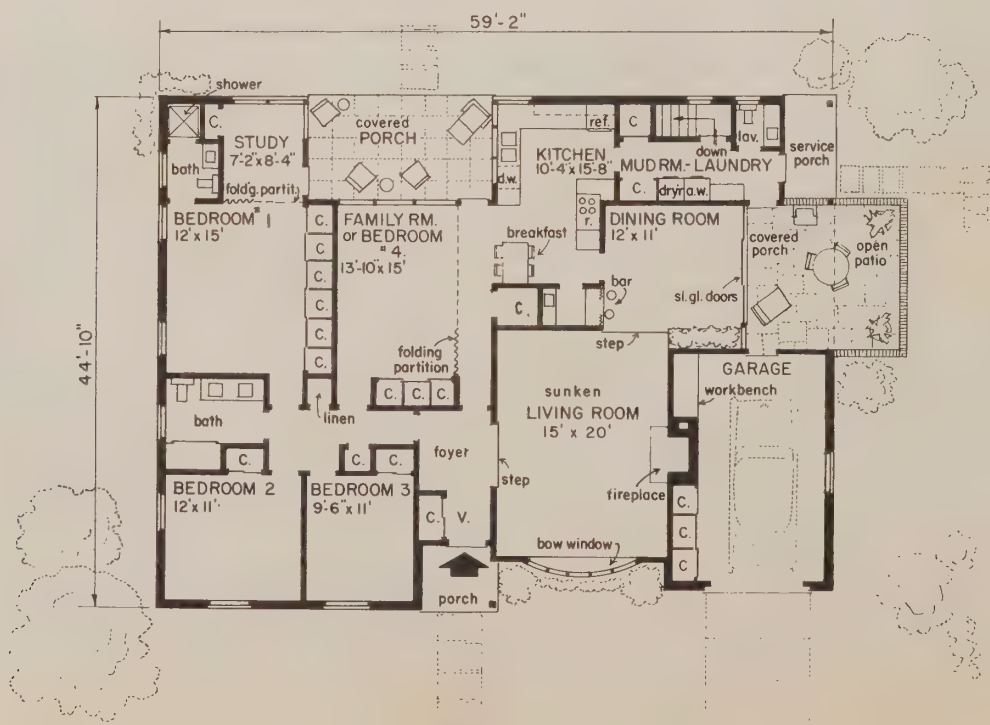 59'-2"
44'-10"
shower
C.
STUDY
7'-2" x 8'-4"
bath
foldg. partit.
covered
PORCH
ref.
d.w.
KITCHEN
10'-4" x 15'-8"
C
down
lav.
MUD RM.-LAUNDRY
C
dryr
a.w.
service
porch
BEDROOM #1
12' x 15'
C.
C.
C.
C.
C.
C.
FAMILY RM.
or BEDROOM
#4
13'-10" x 15'
breakfast
r.
DINING ROOM
12' x 11'
covered
porch
open
patio
bar
sl. gl. doors
C.
step
folding
partition
C.
C.
C.
linen
bath
C.
C.
C.
foyer
step
sunken
LIVING ROOM
15' x 20'
GARAGE
workbench
fireplace
BEDROOM 2
12' x 11'
BEDROOM 3
9'-6" x 11'
C.
V.
bow window
C
C
C
porch